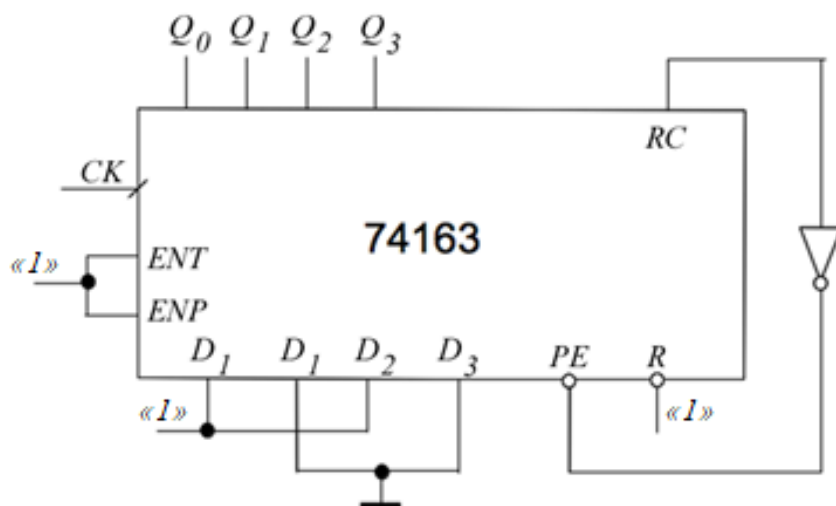 Q0 Q1 Q2 Q3
RC
CK
74163
«1» ENT
ENP
D1 D1 D2 D3 PE R
«1» «1»